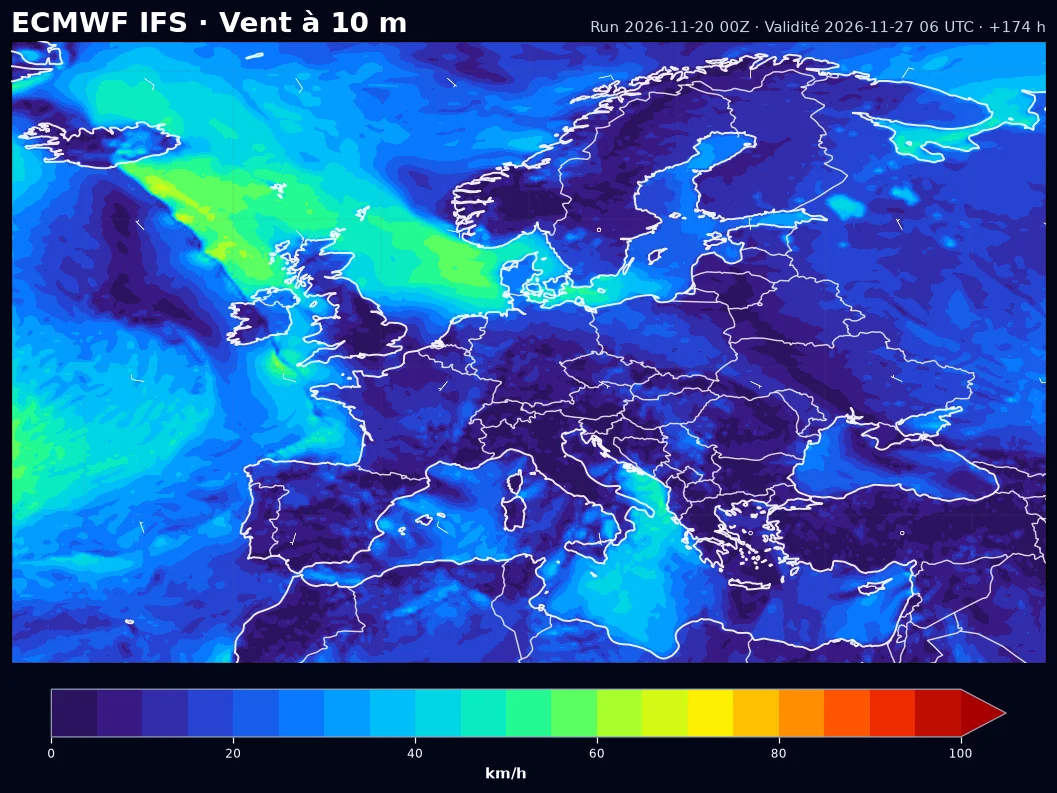 ECMWF IFS · Vent à 10 m
Run 2026-11-20 00Z · Validité 2026-11-27 06 UTC · +174 h
0 20 40 60 80 100
km/h